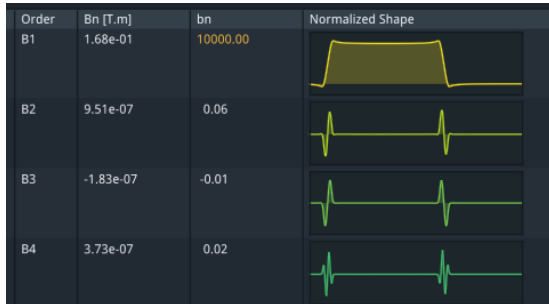 Order Bn [T.m] bn Normalized Shape
B1 1.68e-01 10000.00
B2 9.51e-07 0.06
B3 -1.83e-07 -0.01
B4 3.73e-07 0.02